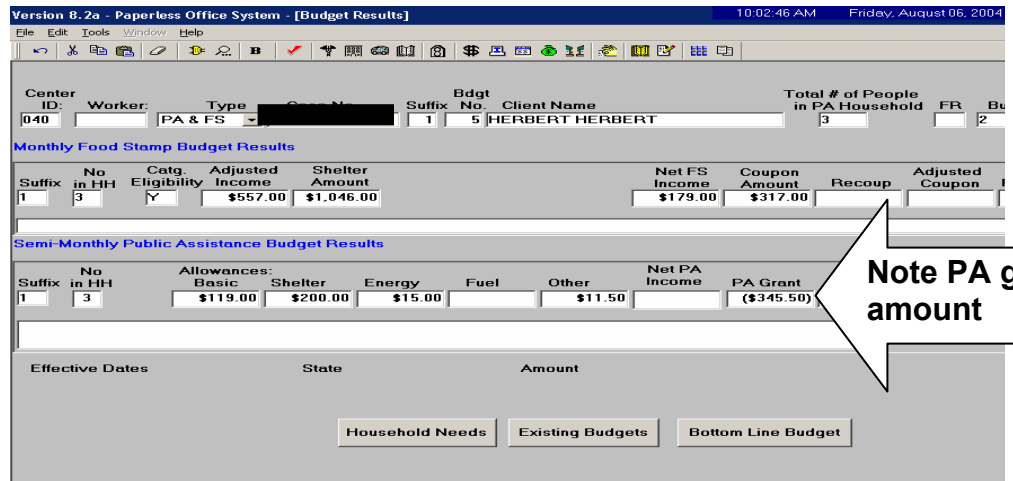 Version 8.2a - Paperless Office System - [Budget Results] 10:02:46 AM Friday, August 06, 2004
File Edit Tools Window Help
Center ID: Worker: Type Suffix Bdgt No. Client Name Total # of People in PA Household FR
040 PA & FS 1 5 HERBERT HERBERT 3 2
Monthly Food Stamp Budget Results
Suffix No in HH Catg. Eligibility Adjusted Income Shelter Amount Net FS Income Coupon Amount Recoup Adjusted Coupon
1 3 Y $557.00 $1,046.00 $179.00 $317.00
Semi-Monthly Public Assistance Budget Results
Suffix No in HH Allowances: Basic Shelter Energy Fuel Other Net PA Income PA Grant
1 3 $119.00 $200.00 $15.00 $11.50 ($345.50)
Note PA g
amount
Effective Dates State Amount
Household Needs Existing Budgets Bottom Line Budget